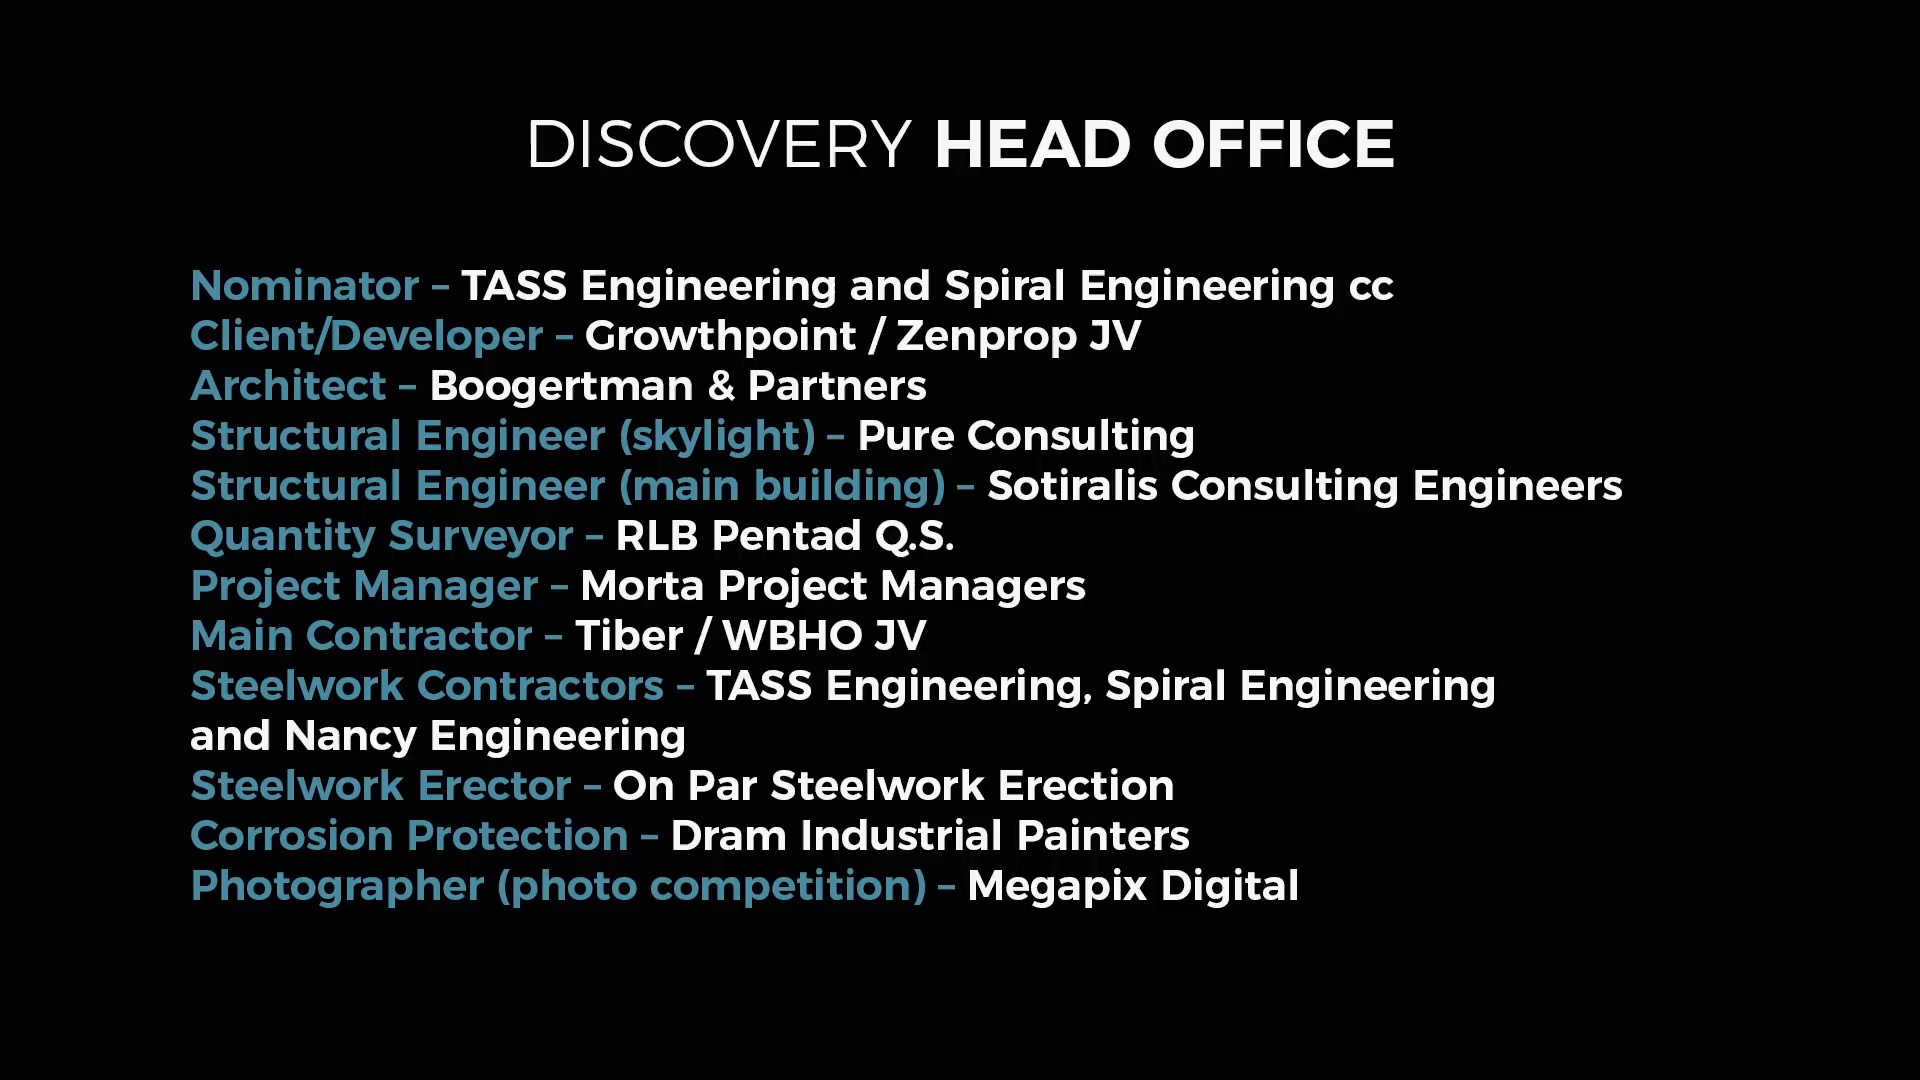 DISCOVERY HEAD OFFICE
Nominator – TASS Engineering and Spiral Engineering cc
Client/Developer – Growthpoint / Zenprop JV
Architect – Boogertman & Partners
Structural Engineer (skylight) – Pure Consulting
Structural Engineer (main building) – Sotiralis Consulting Engineers
Quantity Surveyor – RLB Pentad Q.S.
Project Manager – Morta Project Managers
Main Contractor – Tiber / WBHO JV
Steelwork Contractors – TASS Engineering, Spiral Engineering
and Nancy Engineering
Steelwork Erector – On Par Steelwork Erection
Corrosion Protection – Dram Industrial Painters
Photographer (photo competition) – Megapix Digital